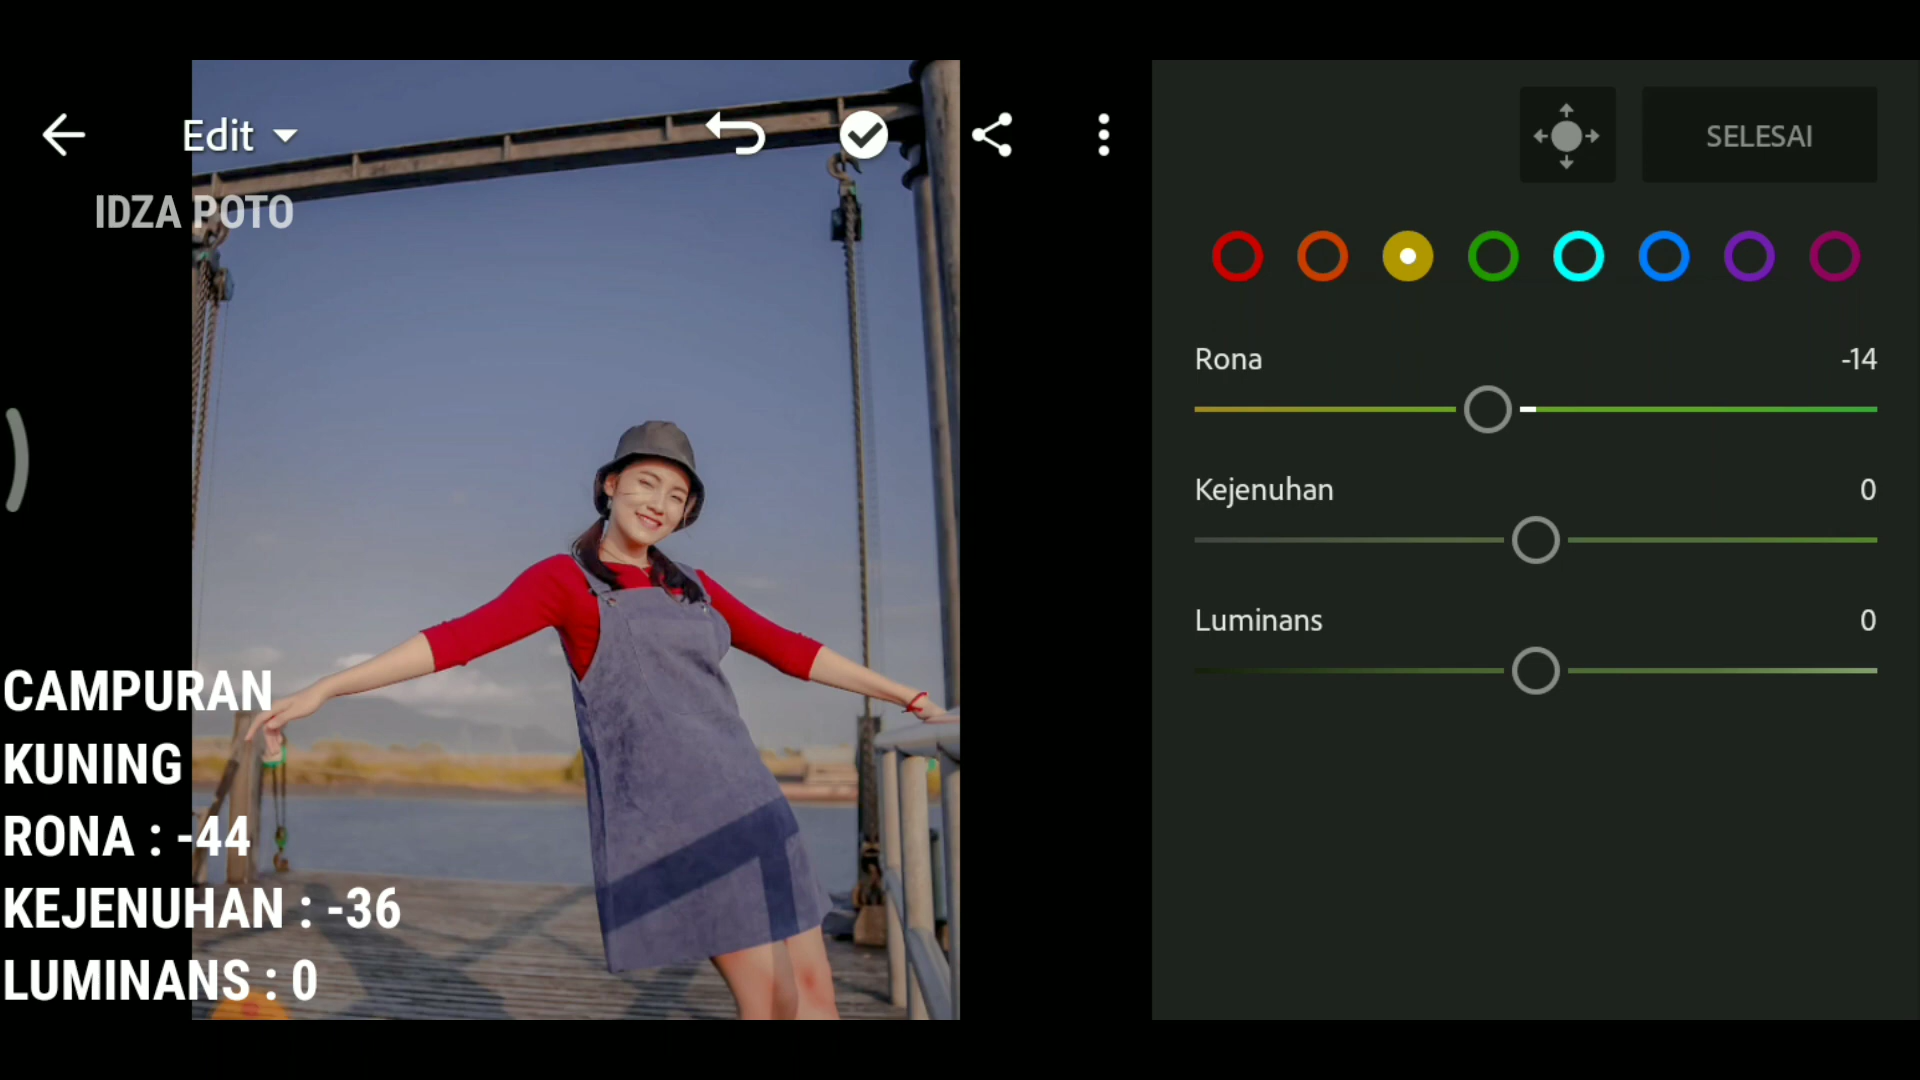 Edit
SELESAI
IDZA POTO
Rona
-14
Kejenuhan
0
Luminans
0
CAMPURAN
KUNING
RONA : -44
KEJENUHAN : -36
LUMINANS : 0